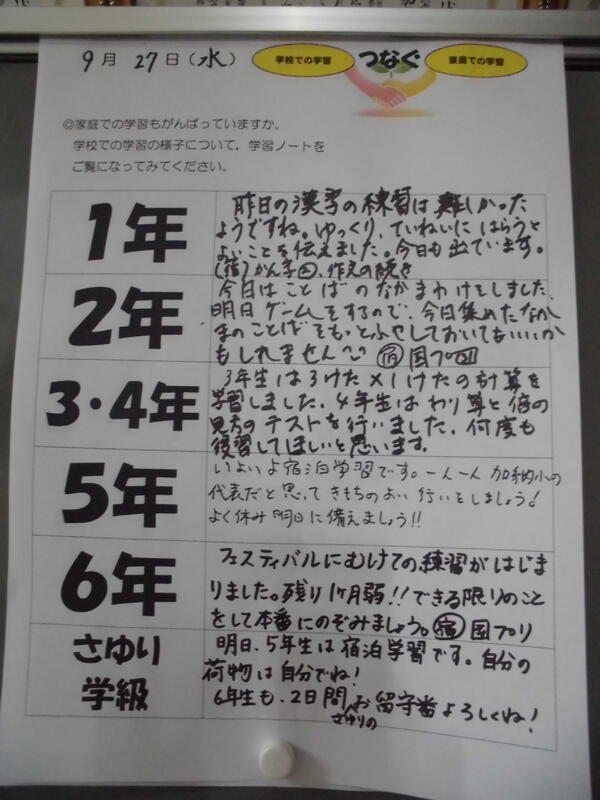 9月 27日(水)
学校での学習 つなぐ 家庭での学習
◎家庭での学習もがんばっていますか。
学校での学習の様子について，学習ノートを
ご覧になってみてください。
1年
昨日の漢字の練習は難しかった
ようですね。ゆっくり、ていねいにはらうと
よいことを伝えました。今日も出ています。
(宿)かん字、作文の続き
2年
今日はことばのなかまわけをしました。
明日ゲームをするので、今日集めたなか
まのことばをもっとふやしておいてもいいか
もしれません 宿 国プ
3・4年
3年生は3けた×1けたの計算を
学習しました。4年生はわり算と倍の
見方のテストを行いました。何度も
復習してほしいと思います。
5年
いよいよ宿泊学習です。一人一人加納小の
代表だと思ってきもちのよい行いをしましょう!
よく休み明日に備えましょう!!
6年
フェスティバルにむけての練習がはじま
りました。残り1ヶ月弱!!できる限りのこと
をして本番にのぞみましょう。宿 国プリ
さゆり
学級
明日、5年生は宿泊学習です。自分の
荷物は自分でね!
6年生も、2日間さゆりのお留守番よろしくね!